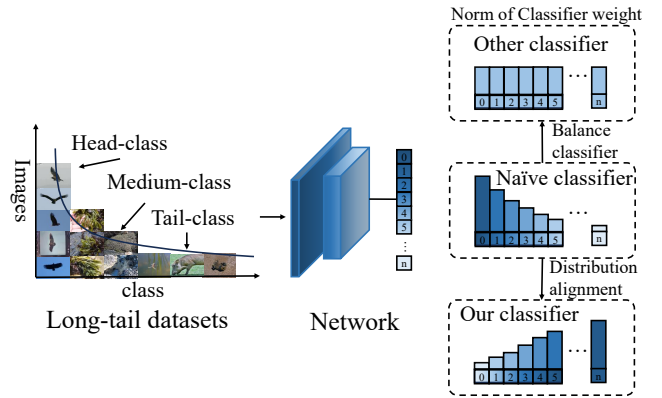 Norm of Classifier weight
Other classifier
0 1 2 3 4 5 ... n
Balance
classifier
Naïve classifier
0 1 2 3 4 5 ... n
Distribution
alignment
Our classifier
0 1 2 3 4 5 ... n
Images
Head-class
Medium-class
Tail-class
class
Long-tail datasets
0
1
2
3
4
5
⋮
n
Network